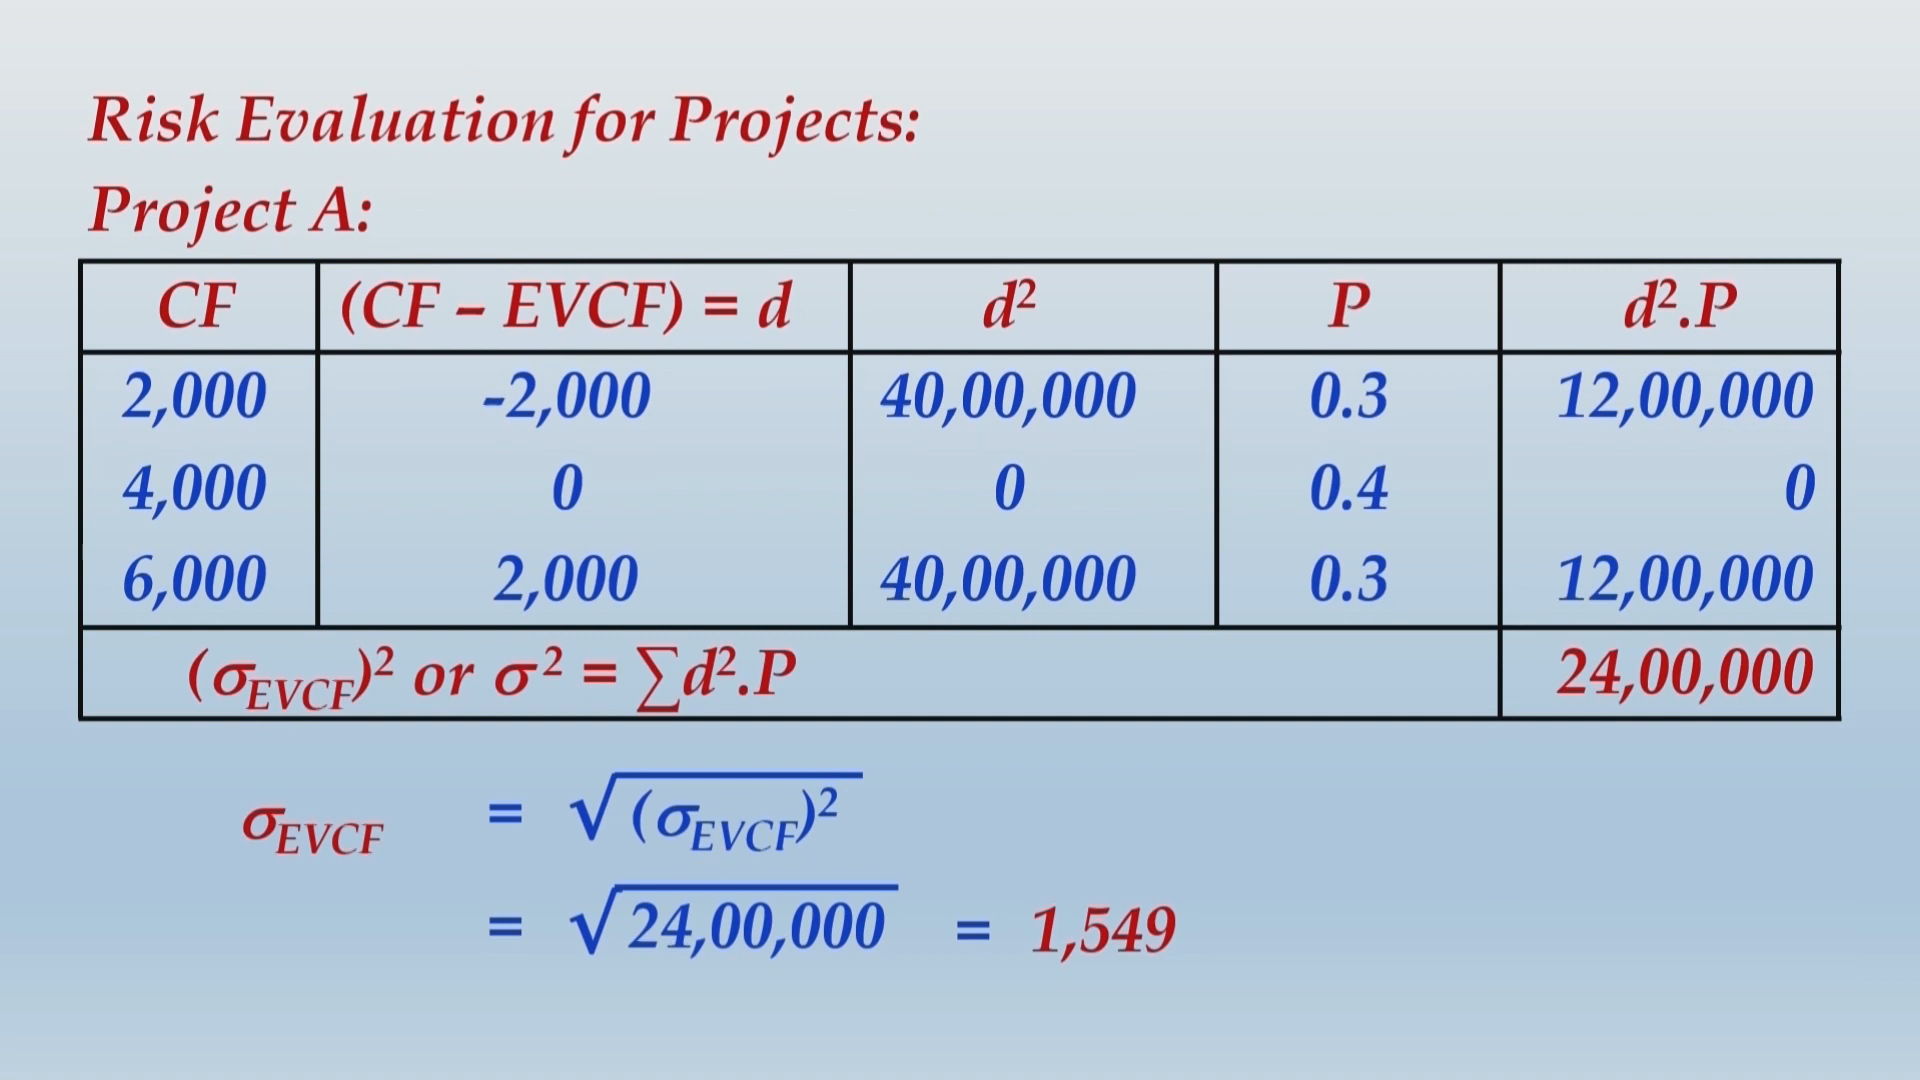 Risk Evaluation for Projects:
Project A:
CF (CF – EVCF) = d d² P d².P
2,000 -2,000 40,00,000 0.3 12,00,000
4,000 0 0 0.4 0
6,000 2,000 40,00,000 0.3 12,00,000
(σEVCF)² or σ² = ∑d².P 24,00,000
σEVCF = √(σEVCF)²
= √24,00,000 = 1,549